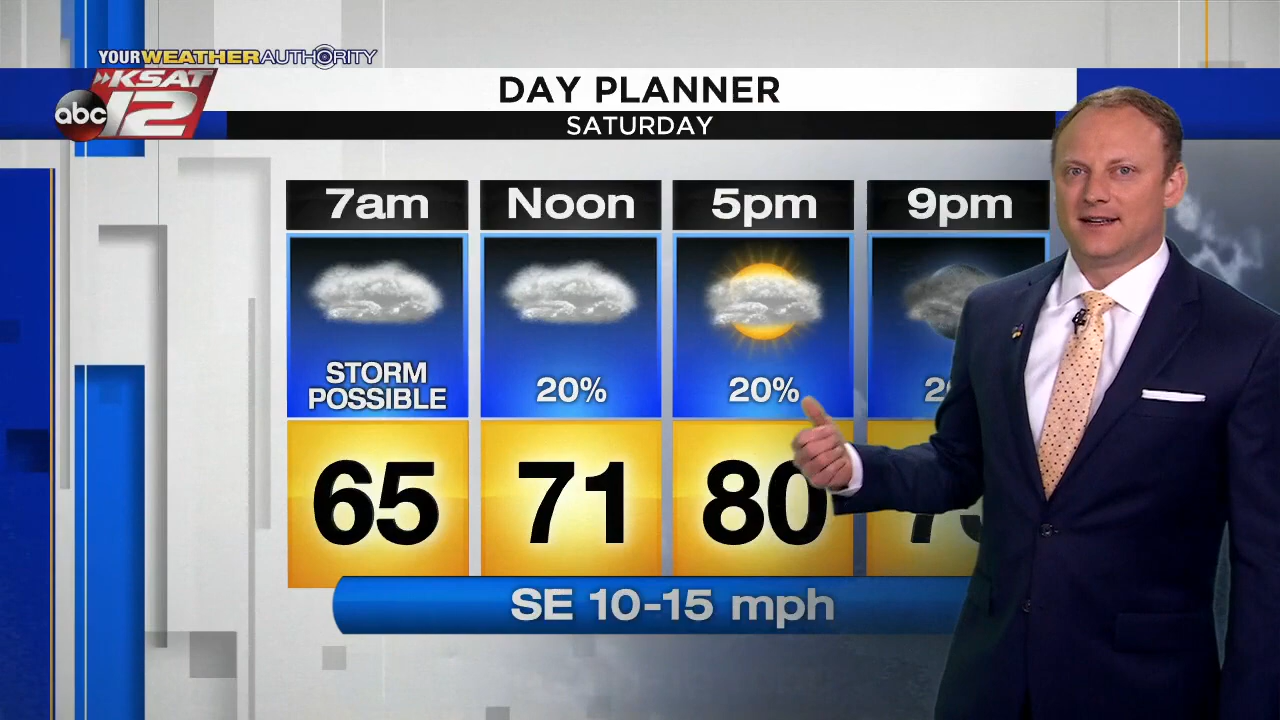 YOUR WEATHER AUTHORITY
KSAT
abc 12
DAY PLANNER
SATURDAY
7am Noon 5pm 9pm
STORM
POSSIBLE 20% 20%
65 71 80
SE 10-15 mph